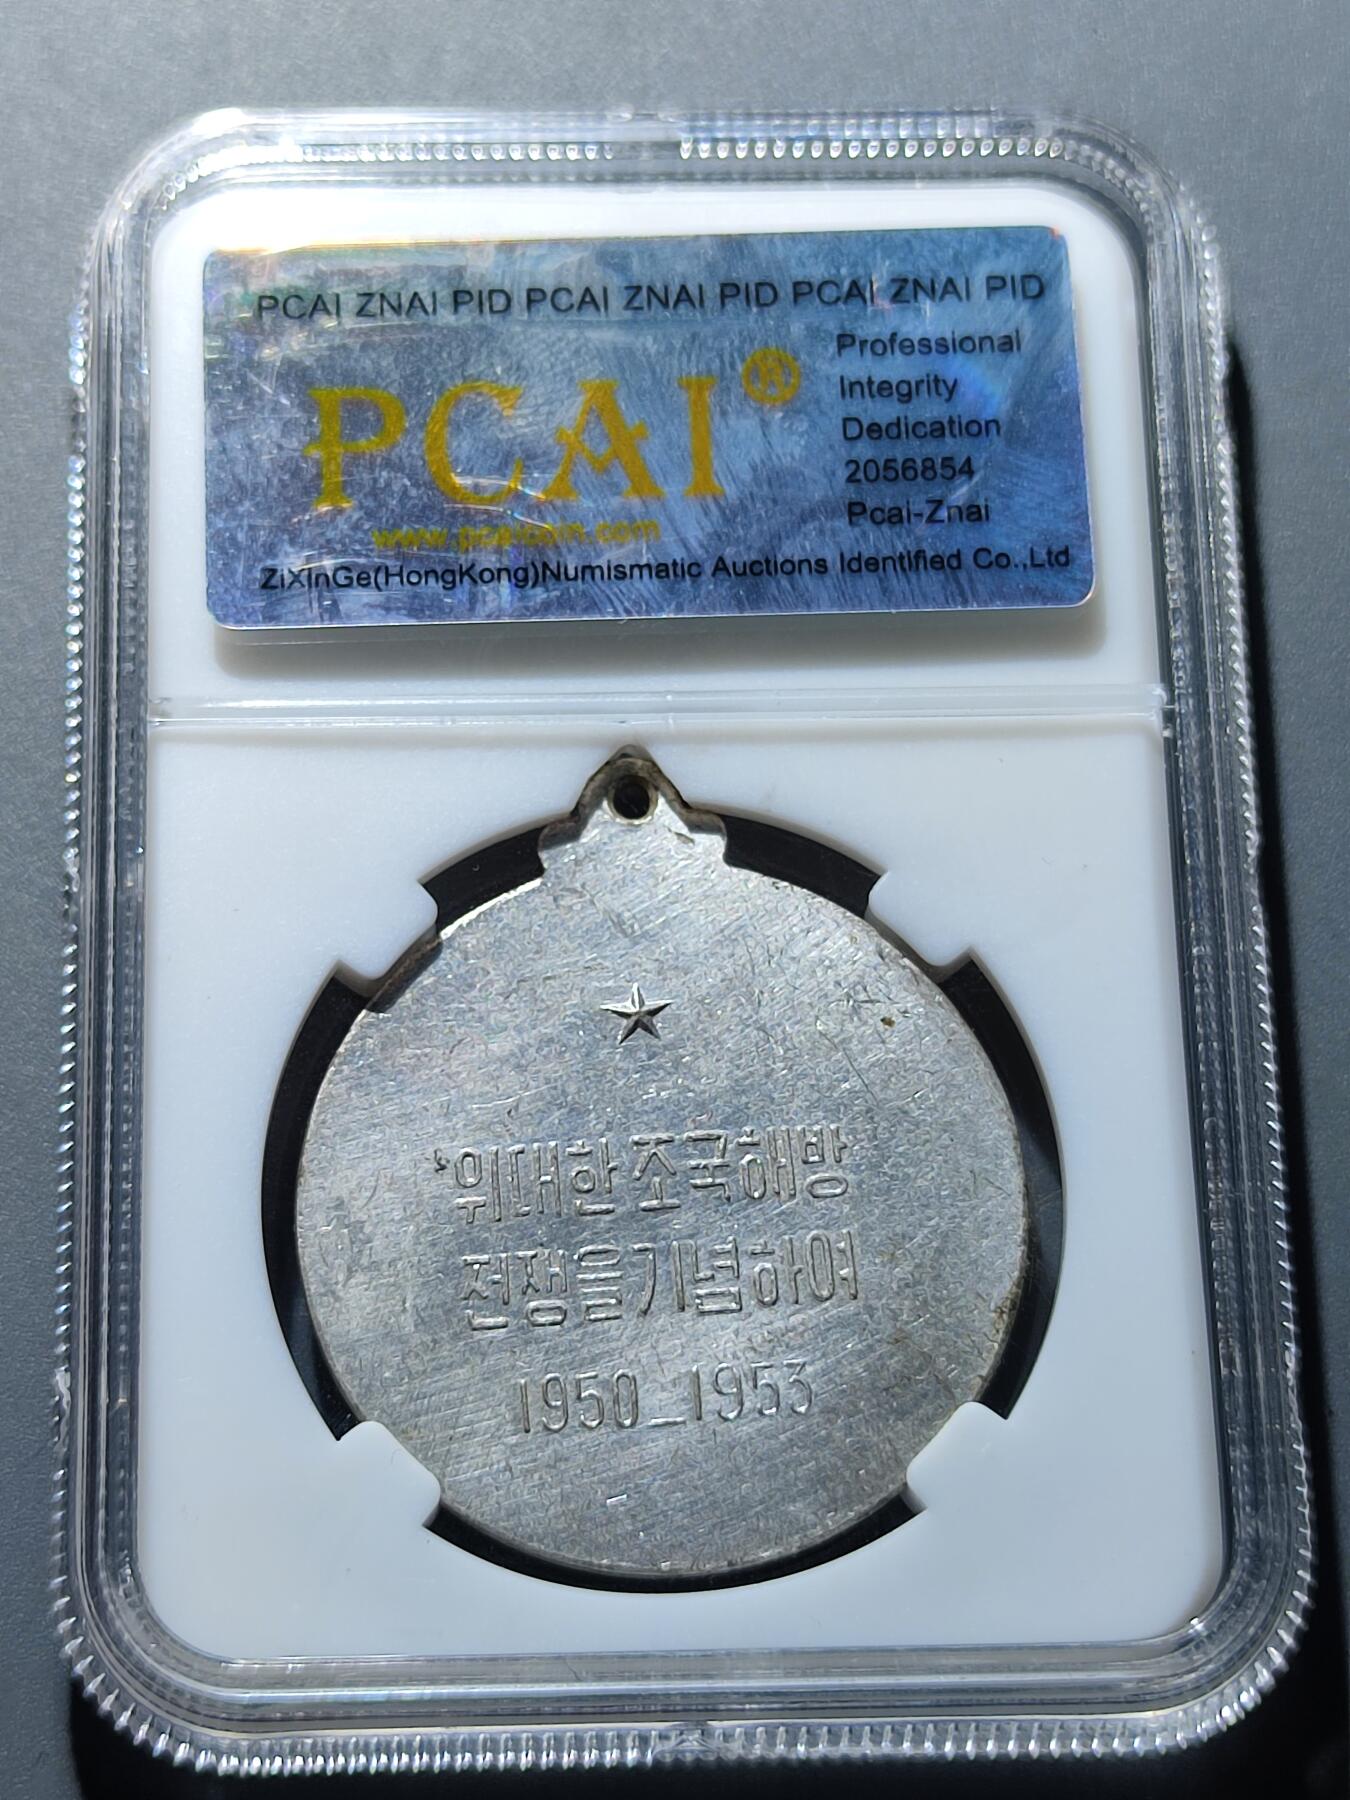 PCAI ZNAI PID PCAI ZNAI PID PCAI ZNAI PID
PCAI®
www.pcaicoin.com
Professional
Integrity
Dedication
2056854
Pcai-Znai
ZiXinGe(HongKong)Numismatic Auctions Identified Co.,Ltd
위대한조국해방
전쟁을기념하여
1950_1953